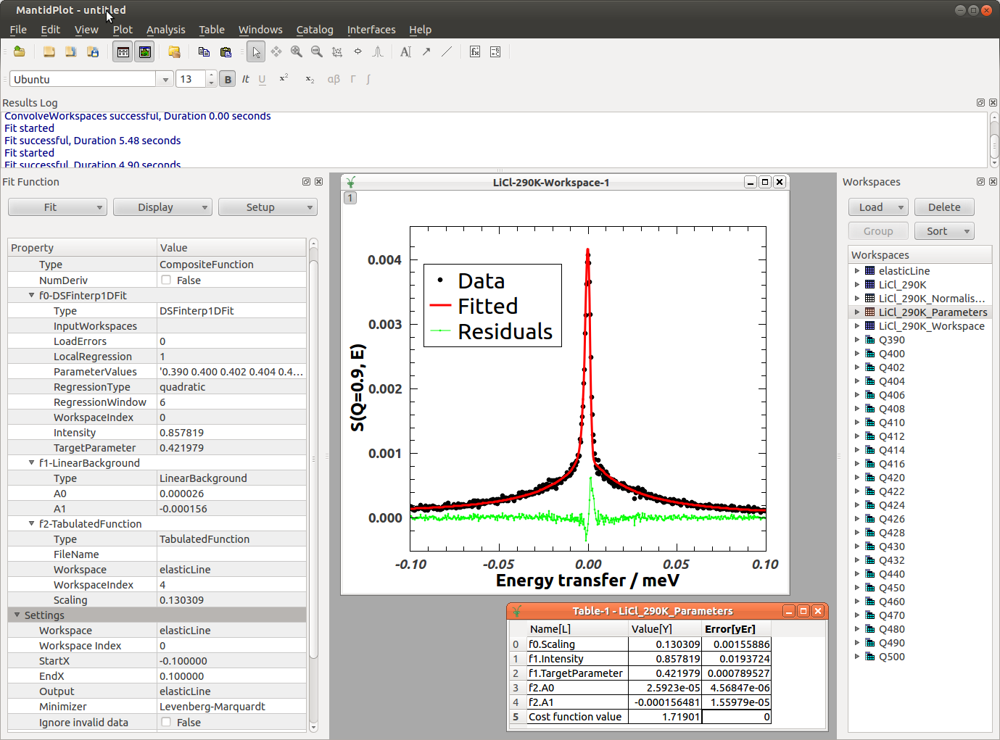 MantidPlot - untitled
File Edit View Plot Analysis Table Windows Catalog Interfaces Help
Ubuntu 13 B It U x² x₂ αβ Γ ∫
Results Log
ConvolveWorkspaces successful, Duration 0.00 seconds
Fit started
Fit successful, Duration 5.48 seconds
Fit started
Fit successful, Duration 4.90 seconds
Fit Function
Fit Display Setup
Property Value
Type CompositeFunction
NumDeriv False
f0-DSFinterp1DFit
Type DSFinterp1DFit
InputWorkspaces
LoadErrors 0
LocalRegression 1
ParameterValues '0.390 0.400 0.402 0.404 0.4...
RegressionType quadratic
RegressionWindow 6
WorkspaceIndex 0
Intensity 0.857819
TargetParameter 0.421979
f1-LinearBackground
Type LinearBackground
A0 0.000026
A1 -0.000156
f2-TabulatedFunction
Type TabulatedFunction
FileName
Workspace elasticLine
WorkspaceIndex 4
Scaling 0.130309
Settings
Workspace elasticLine
Workspace Index 0
StartX -0.100000
EndX 0.100000
Output elasticLine
Minimizer Levenberg-Marquardt
Ignore invalid data False
LiCl-290K-Workspace-1
1
Data
Fitted
Residuals
S(Q=0.9, E)
0.004
0.003
0.002
0.001
0.000
-0.10 -0.05 0.00 0.05 0.10
Energy transfer / meV
Table-1 - LiCl_290K_Parameters
Name[L] Value[Y] Error[yEr]
0 f0.Scaling 0.130309 0.00155886
1 f1.Intensity 0.857819 0.0193724
2 f1.TargetParameter 0.421979 0.000789527
3 f2.A0 2.5923e-05 4.56847e-06
4 f2.A1 -0.000156481 1.55979e-05
5 Cost function value 1.71901 0
Workspaces
Load Delete
Group Sort
Workspaces
elasticLine
LiCl_290K
LiCl_290K_Normalis...
LiCl_290K_Parameters
LiCl_290K_Workspace
Q390
Q400
Q402
Q404
Q406
Q408
Q410
Q412
Q414
Q416
Q420
Q422
Q424
Q426
Q428
Q430
Q432
Q440
Q450
Q460
Q470
Q480
Q490
Q500